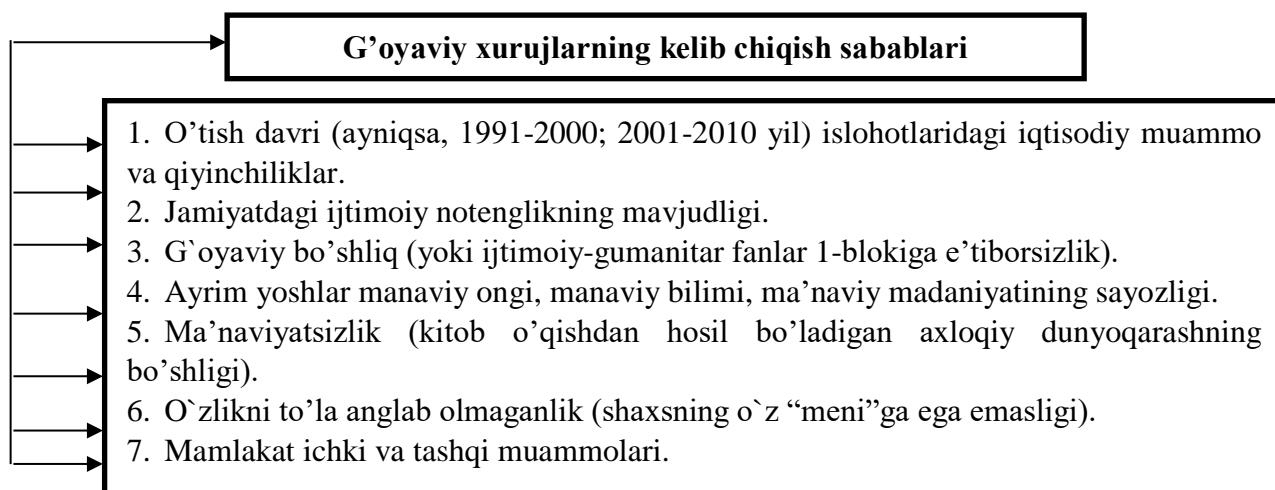 G’oyaviy xurujlarning kelib chiqish sabablari
1. O’tish davri (ayniqsa, 1991-2000; 2001-2010 yil) islohotlaridagi iqtisodiy muammo
va qiyinchiliklar.
2. Jamiyatdagi ijtimoiy notenglikning mavjudligi.
3. G`oyaviy bo’shliq (yoki ijtimoiy-gumanitar fanlar 1-blokiga e’tiborsizlik).
4. Ayrim yoshlar manaviy ongi, manaviy bilimi, ma’naviy madaniyatining sayozligi.
5. Ma’naviyatsizlik (kitob o’qishdan hosil bo’ladigan axloqiy dunyoqarashning
bo’shligi).
6. O`zlikni to’la anglab olmaganlik (shaxsning o`z “meni”ga ega emasligi).
7. Mamlakat ichki va tashqi muammolari.